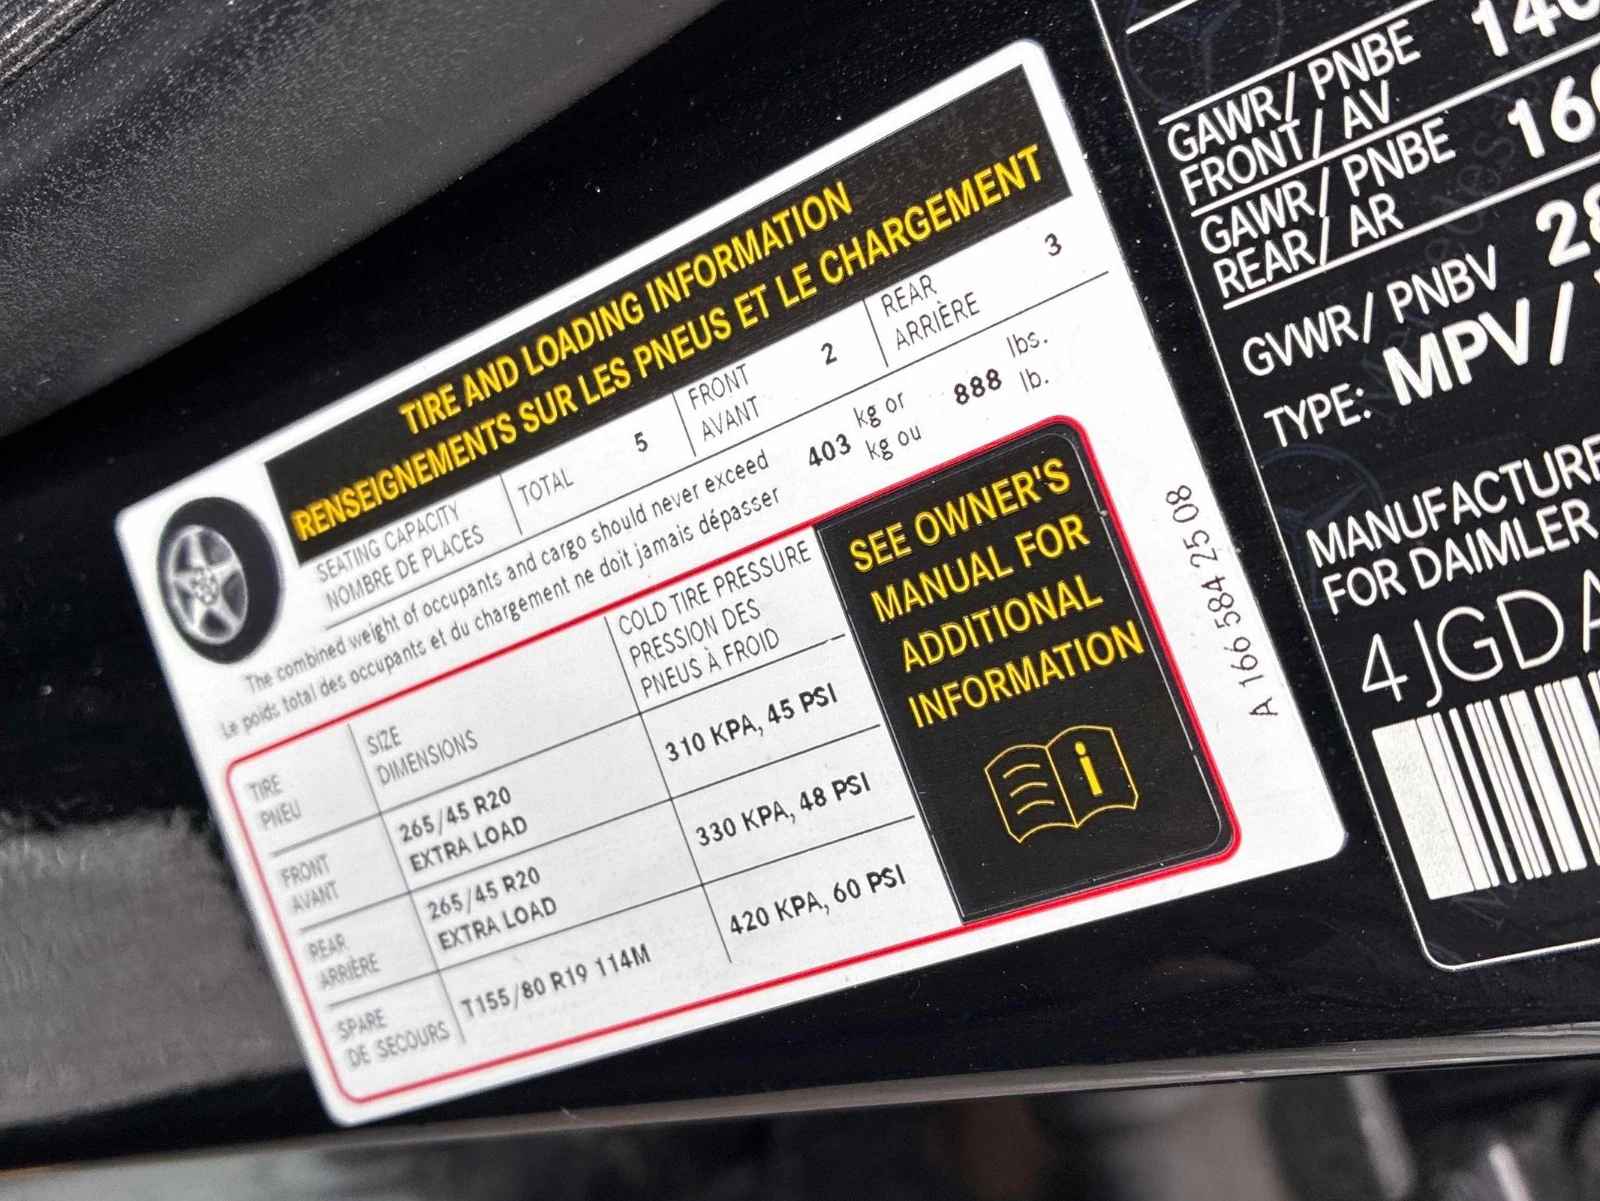 TIRE AND LOADING INFORMATION
RENSEIGNEMENTS SUR LES PNEUS ET LE CHARGEMENT
SEATING CAPACITY
NOMBRE DE PLACES
TOTAL 5
FRONT
AVANT
2
REAR
ARRIÈRE
3
The combined weight of occupants and cargo should never exceed 403 kg or 888 lbs.
Le poids total des occupants et du chargement ne doit jamais dépasser kg ou lb.
TIRE
PNEU
SIZE
DIMENSIONS
COLD TIRE PRESSURE
PRESSION DES
PNEUS À FROID
FRONT
AVANT
265/45 R20
EXTRA LOAD
310 KPA, 45 PSI
REAR
ARRIÈRE
265/45 R20
EXTRA LOAD
330 KPA, 48 PSI
SPARE
DE SECOURS
T155/80 R19 114M
420 KPA, 60 PSI
SEE OWNER'S
MANUAL FOR
ADDITIONAL
INFORMATION
i
A 166 584 25 08
GAWR/ PNBE
FRONT/ AV
GAWR/ PNBE
REAR/ AR
GVWR/ PNBV
TYPE: MPV/
MANUFACTURE
FOR DAIMLER
4JGDA